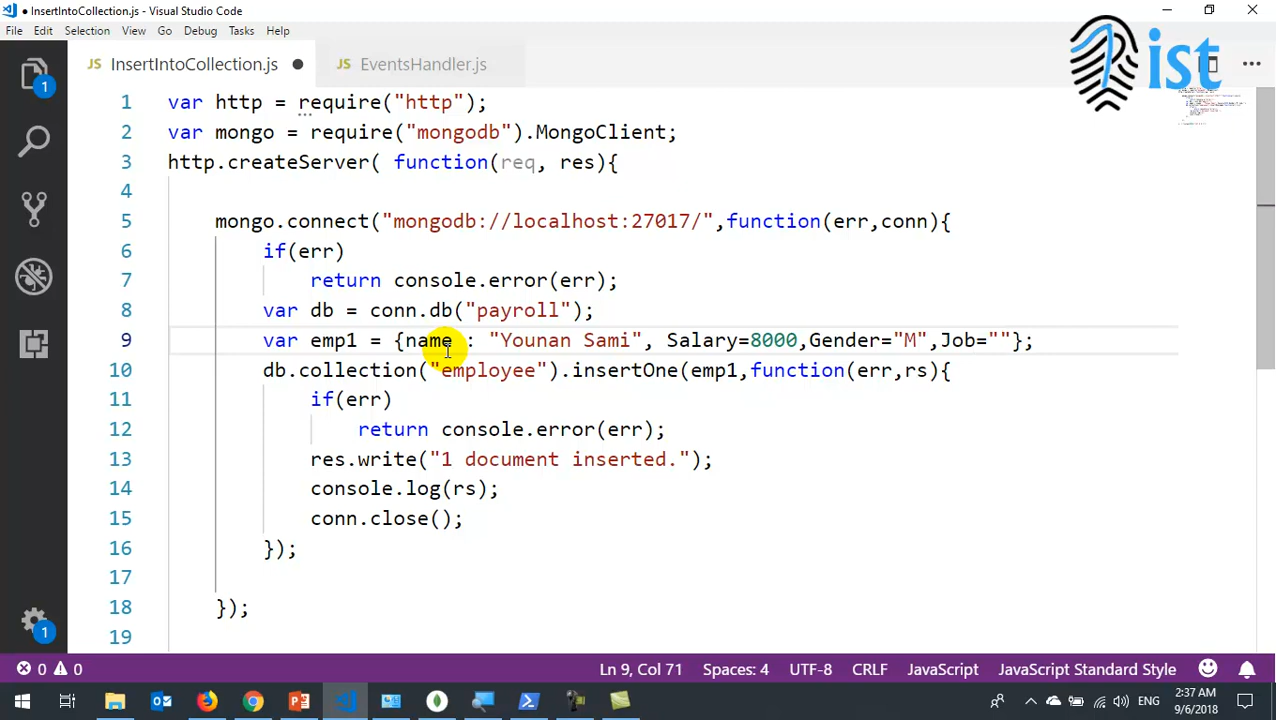 InsertIntoCollection.js - Visual Studio Code
File Edit Selection View Go Debug Tasks Help
JS InsertIntoCollection.js JS EventsHandler.js
ist
1 var http = require("http");
2 var mongo = require("mongodb").MongoClient;
3 http.createServer( function(req, res){
4
5 mongo.connect("mongodb://localhost:27017/",function(err,conn){
6 if(err)
7 return console.error(err);
8 var db = conn.db("payroll");
9 var emp1 = {name : "Younan Sami", Salary=8000,Gender="M",Job=""};
10 db.collection("employee").insertOne(emp1,function(err,rs){
11 if(err)
12 return console.error(err);
13 res.write("1 document inserted.");
14 console.log(rs);
15 conn.close();
16 });
17
18 });
19
1
1
0 0 Ln 9, Col 71 Spaces: 4 UTF-8 CRLF JavaScript JavaScript Standard Style
ENG 2:37 AM
9/6/2018